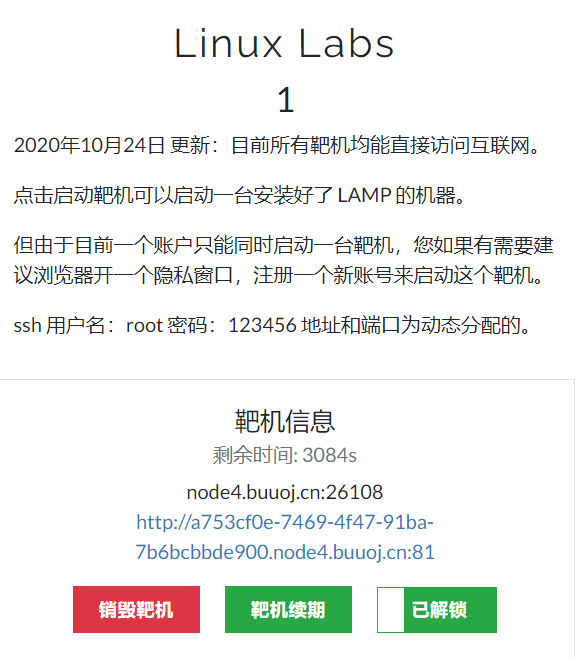 Linux Labs
1
2020年10月24日 更新：目前所有靶机均能直接访问互联网。
点击启动靶机可以启动一台安装好了 LAMP 的机器。
但由于目前一个账户只能同时启动一台靶机，您如果有需要建
议浏览器开一个隐私窗口，注册一个新账号来启动这个靶机。
ssh 用户名：root 密码：123456 地址和端口为动态分配的。
靶机信息
剩余时间: 3084s
node4.buuoj.cn:26108
http://a753cf0e-7469-4f47-91ba-
7b6bcbbde900.node4.buuoj.cn:81
销毁靶机 靶机续期 已解锁